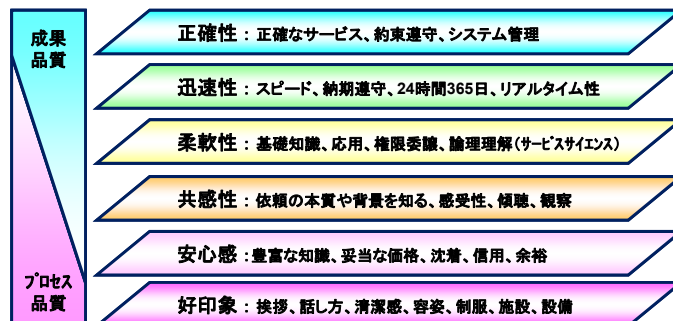 成果
品質
正確性：正確なサービス、約束遵守、システム管理
迅速性：スピード、納期遵守、24時間365日、リアルタイム性
柔軟性：基礎知識、応用、権限委譲、論理理解(ｻｰﾋﾞｽｻｲｴﾝｽ)
共感性：依頼の本質や背景を知る、感受性、傾聴、観察
安心感：豊富な知識、妥当な価格、沈着、信用、余裕
ﾌﾟﾛｾｽ
品質
好印象：挨拶、話し方、清潔感、容姿、制服、施設、設備